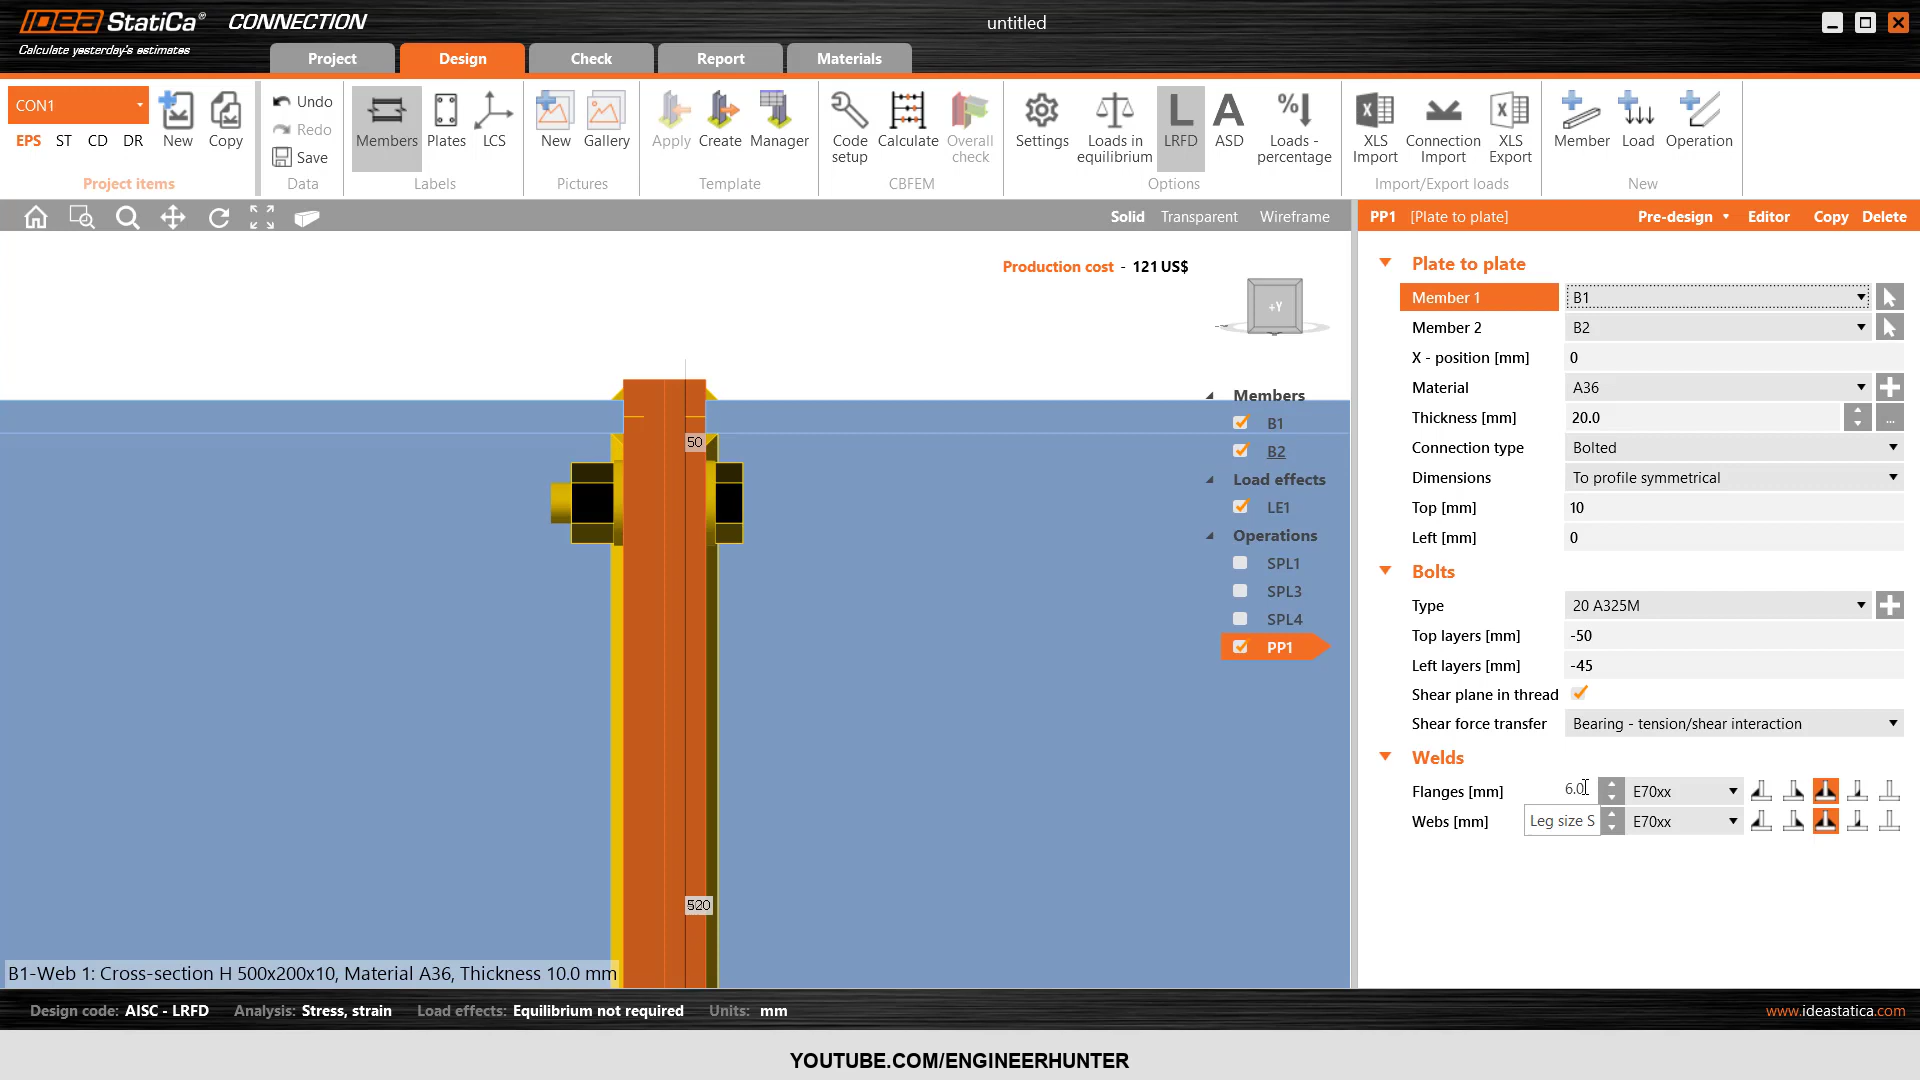 IDEA StatiCa® CONNECTION
Calculate yesterday's estimates
untitled
Project Design Check Report Materials
CON1
EPS ST CD DR New Copy
Project items
Undo
Redo
Save
Data
Members Plates LCS
Labels
New Gallery
Pictures
Apply Create Manager
Template
Code setup Calculate Overall check
CBFEM
Settings Loads in equilibrium LRFD ASD Loads - percentage
Options
XLS Import Connection Import XLS Export
Import/Export loads
Member Load Operation
New
Solid Transparent Wireframe
PP1 [Plate to plate] Pre-design Editor Copy Delete
Production cost - 121 US$
+Y
Members
B1
B2
Load effects
LE1
Operations
SPL1
SPL3
SPL4
PP1
50
520
B1-Web 1: Cross-section H 500x200x10, Material A36, Thickness 10.0 mm
Plate to plate
Member 1 B1
Member 2 B2
X - position [mm] 0
Material A36
Thickness [mm] 20.0 ...
Connection type Bolted
Dimensions To profile symmetrical
Top [mm] 10
Left [mm] 0
Bolts
Type 20 A325M
Top layers [mm] -50
Left layers [mm] -45
Shear plane in thread
Shear force transfer Bearing - tension/shear interaction
Welds
Flanges [mm] 6.0 E70xx
Webs [mm] Leg size S E70xx
Design code: AISC - LRFD Analysis: Stress, strain Load effects: Equilibrium not required Units: mm
www.ideastatica.com
YOUTUBE.COM/ENGINEERHUNTER